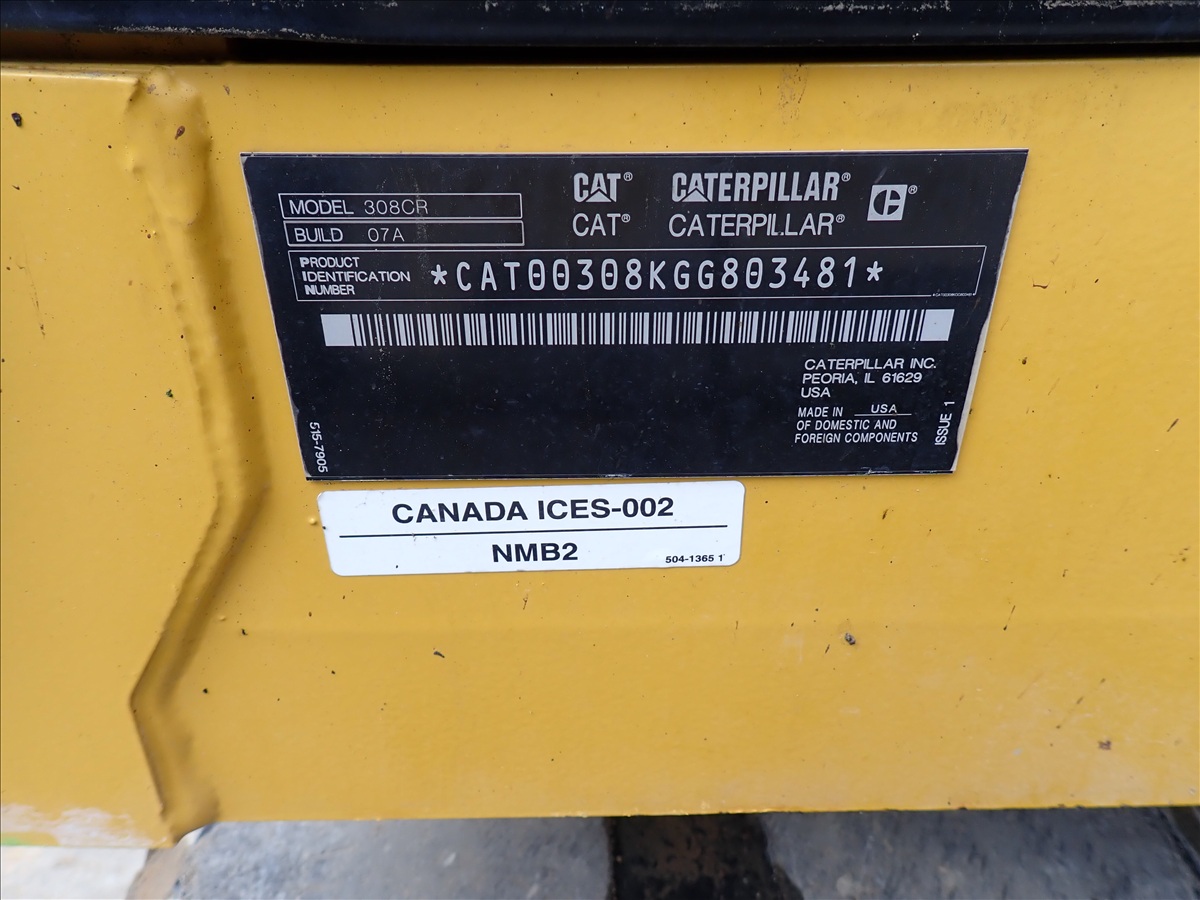 CAT® CATERPILLAR® C®
CAT® CATERPILLAR®
MODEL 308CR
BUILD 07A
PRODUCT
IDENTIFICATION
NUMBER
*CAT00308KGG803481*
*CAT00308KGG803481*
CATERPILLAR INC.
PEORIA, IL 61629
USA
MADE IN USA
OF DOMESTIC AND
FOREIGN COMPONENTS
ISSUE 1
515-7905
CANADA ICES-002
NMB2
504-1365 1